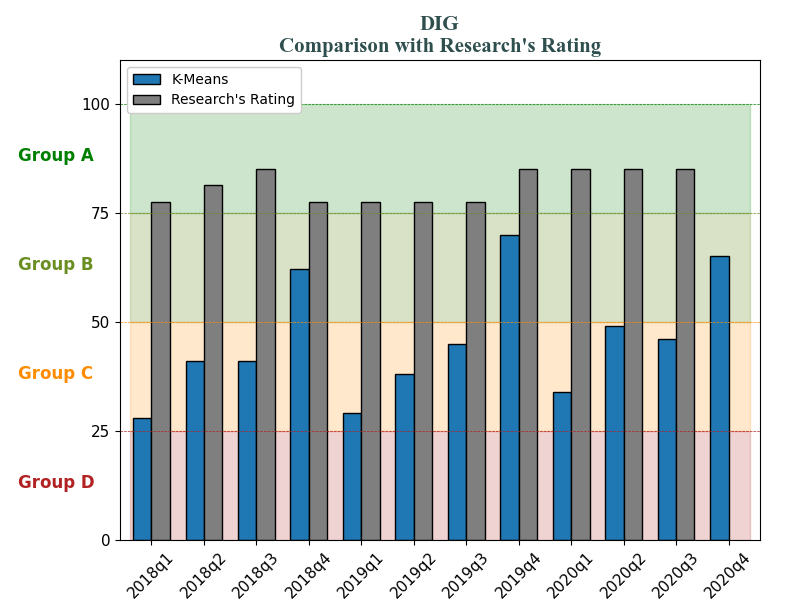 DIG
Comparison with Research's Rating
K-Means
Research's Rating
100
Group A
75
Group B
50
Group C
25
Group D
0
2018q1
2018q2
2018q3
2018q4
2019q1
2019q2
2019q3
2019q4
2020q1
2020q2
2020q3
2020q4